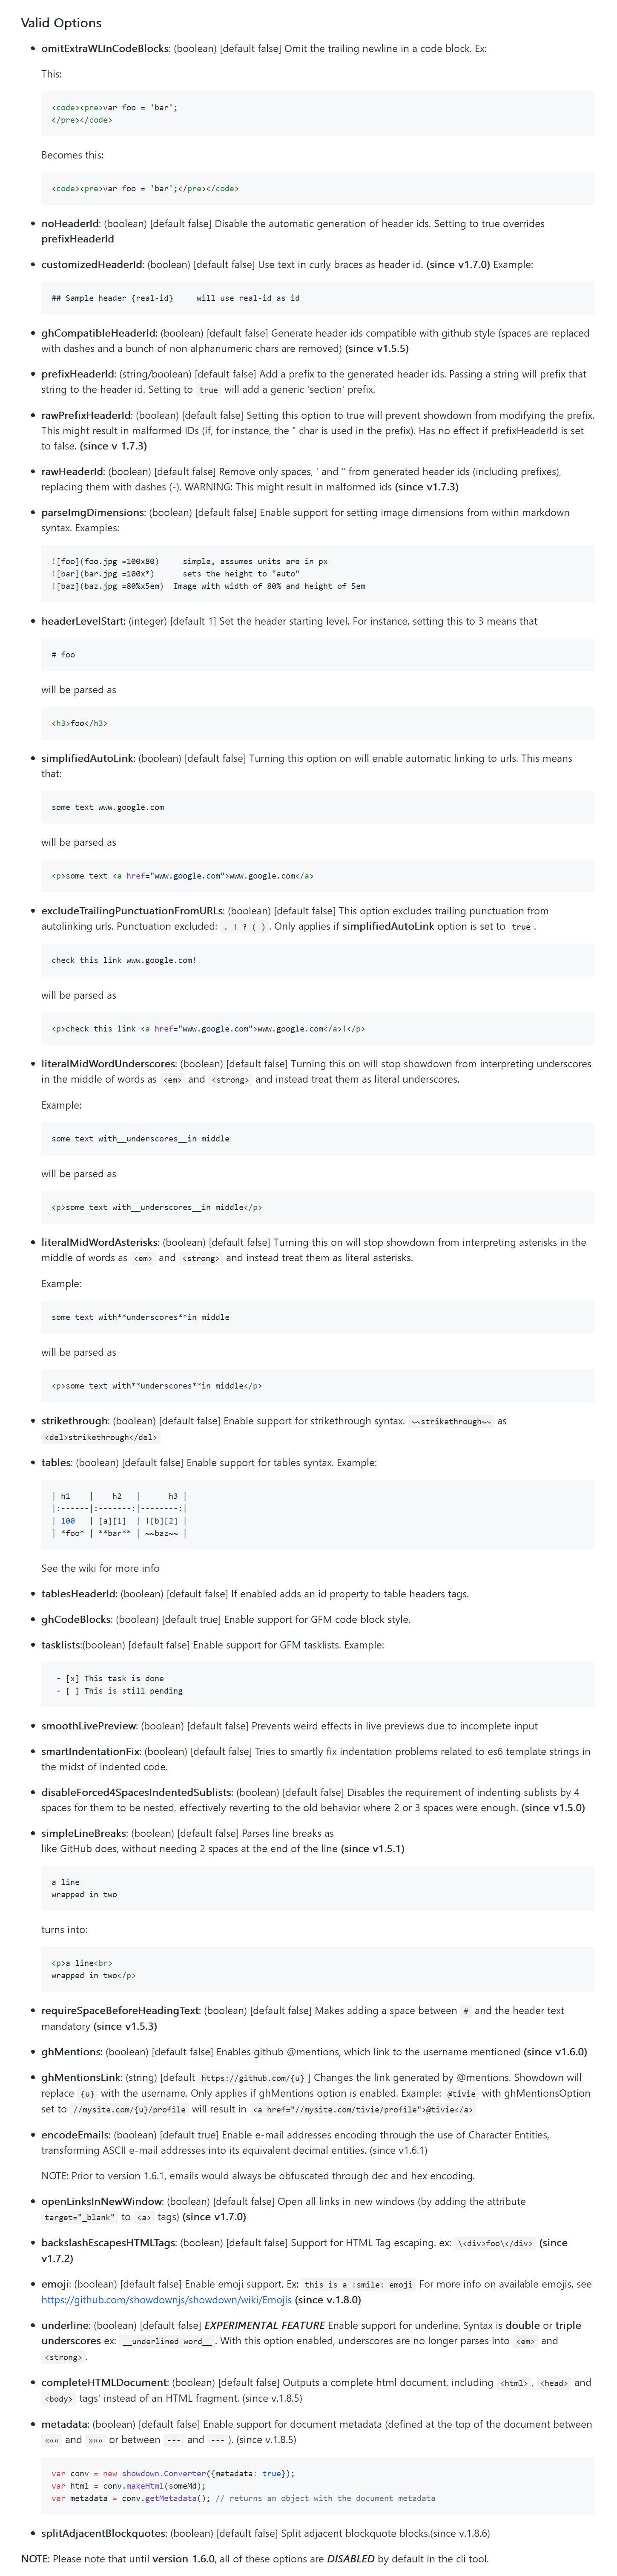 Valid Options
omitExtraWLInCodeBlocks: (boolean) [default false] Omit the trailing newline in a code block. Ex:
This:
<code><pre>var foo = 'bar';
</pre></code>
Becomes this:
<code><pre>var foo = 'bar';</pre></code>
noHeaderId: (boolean) [default false] Disable the automatic generation of header ids. Setting to true overrides
prefixHeaderId
customizedHeaderId: (boolean) [default false] Use text in curly braces as header id. (since v1.7.0) Example:
## Sample header {real-id}     will use real-id as id
ghCompatibleHeaderId: (boolean) [default false] Generate header ids compatible with github style (spaces are replaced
with dashes and a bunch of non alphanumeric chars are removed) (since v1.5.5)
prefixHeaderId: (string/boolean) [default false] Add a prefix to the generated header ids. Passing a string will prefix that
string to the header id. Setting to true will add a generic 'section' prefix.
rawPrefixHeaderId: (boolean) [default false] Setting this option to true will prevent showdown from modifying the prefix.
This might result in malformed IDs (if, for instance, the " char is used in the prefix). Has no effect if prefixHeaderId is set
to false. (since v 1.7.3)
rawHeaderId: (boolean) [default false] Remove only spaces, ' and " from generated header ids (including prefixes),
replacing them with dashes (-). WARNING: This might result in malformed ids (since v1.7.3)
parseImgDimensions: (boolean) [default false] Enable support for setting image dimensions from within markdown
syntax. Examples:
![foo](foo.jpg =100x80)     simple, assumes units are in px
![bar](bar.jpg =100x*)      sets the height to "auto"
![baz](baz.jpg =80%x5em)  Image with width of 80% and height of 5em
headerLevelStart: (integer) [default 1] Set the header starting level. For instance, setting this to 3 means that
# foo
will be parsed as
<h3>foo</h3>
simplifiedAutoLink: (boolean) [default false] Turning this option on will enable automatic linking to urls. This means
that:
some text www.google.com
will be parsed as
<p>some text <a href="www.google.com">www.google.com</a>
excludeTrailingPunctuationFromURLs: (boolean) [default false] This option excludes trailing punctuation from
autolinking urls. Punctuation excluded: . ! ? ( ) . Only applies if simplifiedAutoLink option is set to true .
check this link www.google.com!
will be parsed as
<p>check this link <a href="www.google.com">www.google.com</a>!</p>
literalMidWordUnderscores: (boolean) [default false] Turning this on will stop showdown from interpreting underscores
in the middle of words as <em> and <strong> and instead treat them as literal underscores.
Example:
some text with__underscores__in middle
will be parsed as
<p>some text with__underscores__in middle</p>
literalMidWordAsterisks: (boolean) [default false] Turning this on will stop showdown from interpreting asterisks in the
middle of words as <em> and <strong> and instead treat them as literal asterisks.
Example:
some text with**underscores**in middle
will be parsed as
<p>some text with**underscores**in middle</p>
strikethrough: (boolean) [default false] Enable support for strikethrough syntax. ~~strikethrough~~ as
<del>strikethrough</del>
tables: (boolean) [default false] Enable support for tables syntax. Example:
| h1    |    h2   |      h3 |
|:------|:-------:|--------:|
| 100   | [a][1]  | ![b][2] |
| *foo* | **bar** | ~~baz~~ |
See the wiki for more info
tablesHeaderId: (boolean) [default false] If enabled adds an id property to table headers tags.
ghCodeBlocks: (boolean) [default true] Enable support for GFM code block style.
tasklists:(boolean) [default false] Enable support for GFM tasklists. Example:
- [x] This task is done
- [ ] This is still pending
smoothLivePreview: (boolean) [default false] Prevents weird effects in live previews due to incomplete input
smartIndentationFix: (boolean) [default false] Tries to smartly fix indentation problems related to es6 template strings in
the midst of indented code.
disableForced4SpacesIndentedSublists: (boolean) [default false] Disables the requirement of indenting sublists by 4
spaces for them to be nested, effectively reverting to the old behavior where 2 or 3 spaces were enough. (since v1.5.0)
simpleLineBreaks: (boolean) [default false] Parses line breaks as
like GitHub does, without needing 2 spaces at the end of the line (since v1.5.1)
a line
wrapped in two
turns into:
<p>a line<br>
wrapped in two</p>
requireSpaceBeforeHeadingText: (boolean) [default false] Makes adding a space between # and the header text
mandatory (since v1.5.3)
ghMentions: (boolean) [default false] Enables github @mentions, which link to the username mentioned (since v1.6.0)
ghMentionsLink: (string) [default https://github.com/{u} ] Changes the link generated by @mentions. Showdown will
replace {u} with the username. Only applies if ghMentions option is enabled. Example: @tivie with ghMentionsOption
set to //mysite.com/{u}/profile will result in <a href="//mysite.com/tivie/profile">@tivie</a>
encodeEmails: (boolean) [default true] Enable e-mail addresses encoding through the use of Character Entities,
transforming ASCII e-mail addresses into its equivalent decimal entities. (since v1.6.1)
NOTE: Prior to version 1.6.1, emails would always be obfuscated through dec and hex encoding.
openLinksInNewWindow: (boolean) [default false] Open all links in new windows (by adding the attribute
target="_blank" to <a> tags) (since v1.7.0)
backslashEscapesHTMLTags: (boolean) [default false] Support for HTML Tag escaping. ex: \<div>foo\</div> (since
v1.7.2)
emoji: (boolean) [default false] Enable emoji support. Ex: this is a :smile: emoji For more info on available emojis, see
https://github.com/showdownjs/showdown/wiki/Emojis (since v.1.8.0)
underline: (boolean) [default false] EXPERIMENTAL FEATURE Enable support for underline. Syntax is double or triple
underscores ex: __underlined word__ . With this option enabled, underscores are no longer parses into <em> and
<strong> .
completeHTMLDocument: (boolean) [default false] Outputs a complete html document, including <html> , <head> and
<body> tags' instead of an HTML fragment. (since v.1.8.5)
metadata: (boolean) [default false] Enable support for document metadata (defined at the top of the document between
«««  and »»» or between --- and --- ). (since v.1.8.5)
var conv = new showdown.Converter({metadata: true});
var html = conv.makeHtml(someMd);
var metadata = conv.getMetadata(); // returns an object with the document metadata
splitAdjacentBlockquotes: (boolean) [default false] Split adjacent blockquote blocks.(since v.1.8.6)
NOTE: Please note that until version 1.6.0, all of these options are DISABLED by default in the cli tool.